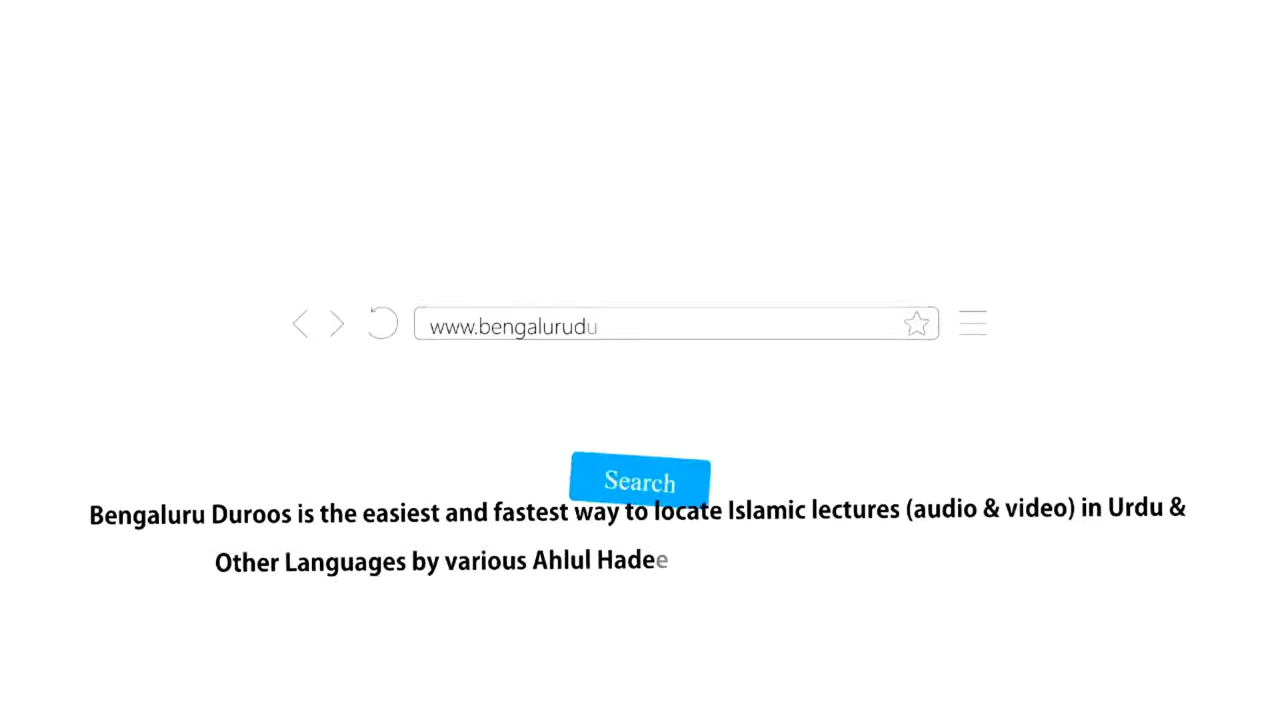 www.bengalurudu
Search
Bengaluru Duroos is the easiest and fastest way to locate Islamic lectures (audio & video) in Urdu &
Other Languages by various Ahlul Hadee